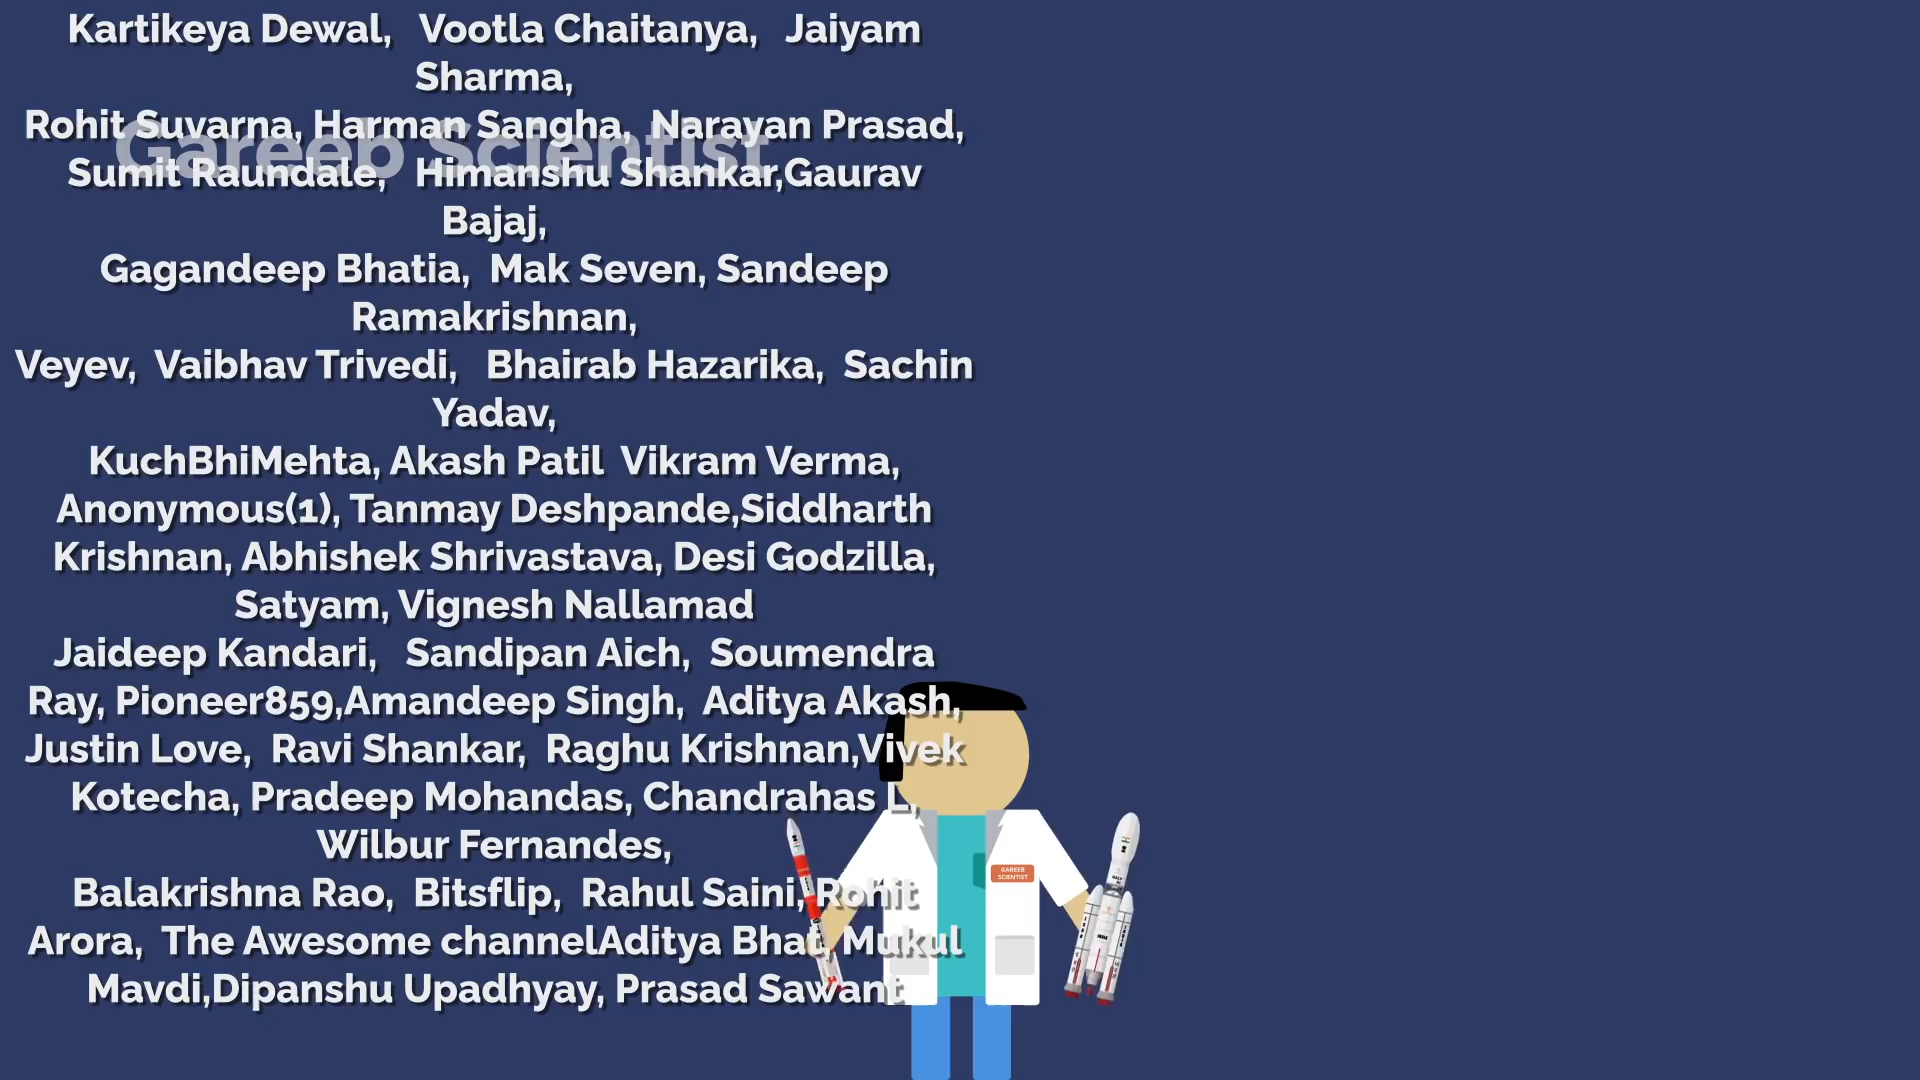 Kartikeya Dewal, Vootla Chaitanya, Jaiyam
Sharma,
Rohit Suvarna, Harman Sangha, Narayan Prasad,
Gareeb Scientist
Sumit Raundale, Himanshu Shankar,Gaurav
Bajaj,
Gagandeep Bhatia, Mak Seven, Sandeep
Ramakrishnan,
Veyev, Vaibhav Trivedi, Bhairab Hazarika, Sachin
Yadav,
KuchBhiMehta, Akash Patil Vikram Verma,
Anonymous(1), Tanmay Deshpande,Siddharth
Krishnan, Abhishek Shrivastava, Desi Godzilla,
Satyam, Vignesh Nallamad
Jaideep Kandari, Sandipan Aich, Soumendra
Ray, Pioneer859,Amandeep Singh, Aditya Akash,
Justin Love, Ravi Shankar, Raghu Krishnan,Vivek
Kotecha, Pradeep Mohandas, Chandrahas L,
Wilbur Fernandes,
Balakrishna Rao, Bitsflip, Rahul Saini, Rohit
Arora, The Awesome channelAditya Bhat, Mukul
Mavdi,Dipanshu Upadhyay, Prasad Sawant
GAREEB
SCIENTIST